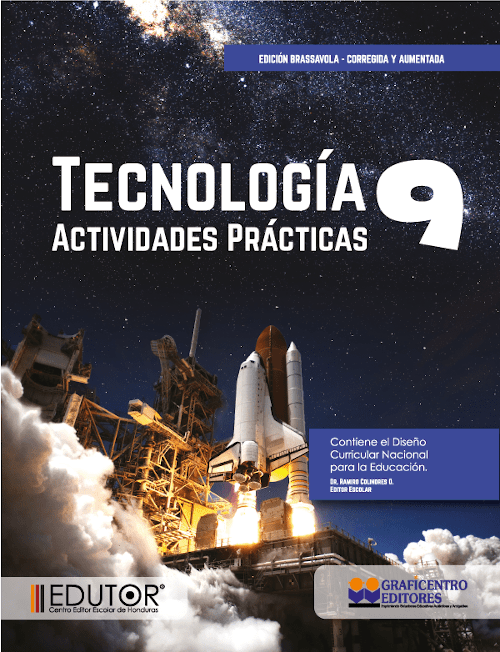 EDICIÓN BRASSAVOLA - CORREGIDA Y AUMENTADA
TECNOLOGÍA 9
ACTIVIDADES PRÁCTICAS
Contiene el Diseño
Curricular Nacional
para la Educación.
DR. RAMIRO COLINDRES O.
EDITOR ESCOLAR
EDUTOR®
Centro Editor Escolar de Honduras
GRAFICENTRO
EDITORES